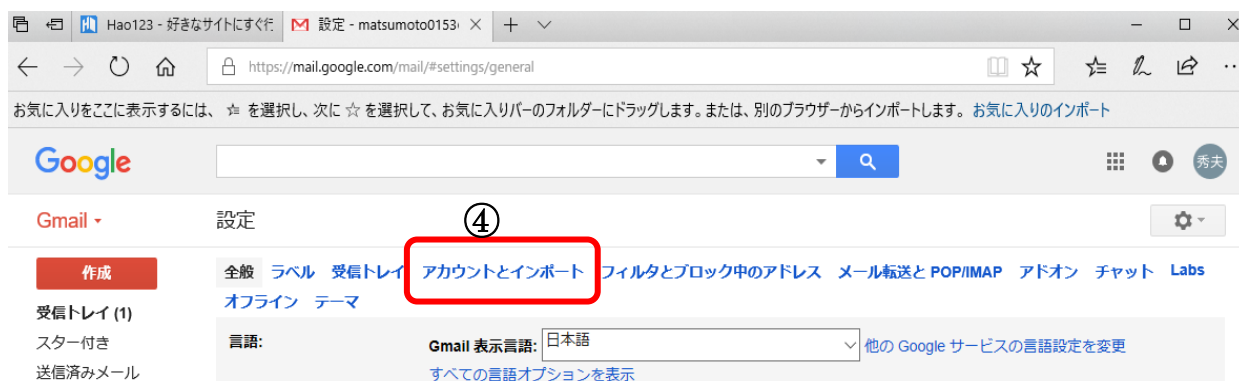 Hao123 - 好きなサイトにすぐ行 設定 - matsumoto0153
https://mail.google.com/mail/#settings/general
お気に入りをここに表示するには、 を選択し、次に ☆ を選択して、お気に入りバーのフォルダーにドラッグします。または、別のブラウザーからインポートします。 お気に入りのインポート
Google 秀夫
Gmail 設定 ④
作成 全般 ラベル 受信トレイ アカウントとインポート フィルタとブロック中のアドレス メール転送と POP/IMAP アドオン チャット Labs
オフライン テーマ
受信トレイ (1)
スター付き 言語: Gmail 表示言語: 日本語 他の Google サービスの言語設定を変更
送信済みメール すべての言語オプションを表示